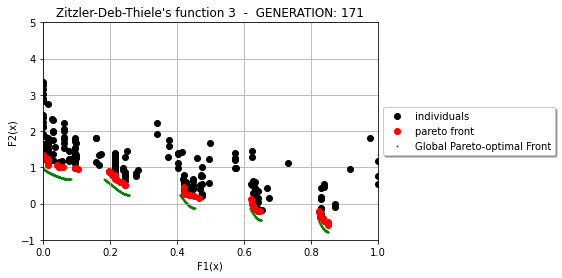 Zitzler-Deb-Thiele's function 3 - GENERATION: 171
5
4
3
2
1
0
−1
F2(x)
0.0 0.2 0.4 0.6 0.8 1.0
F1(x)
individuals
pareto front
Global Pareto-optimal Front